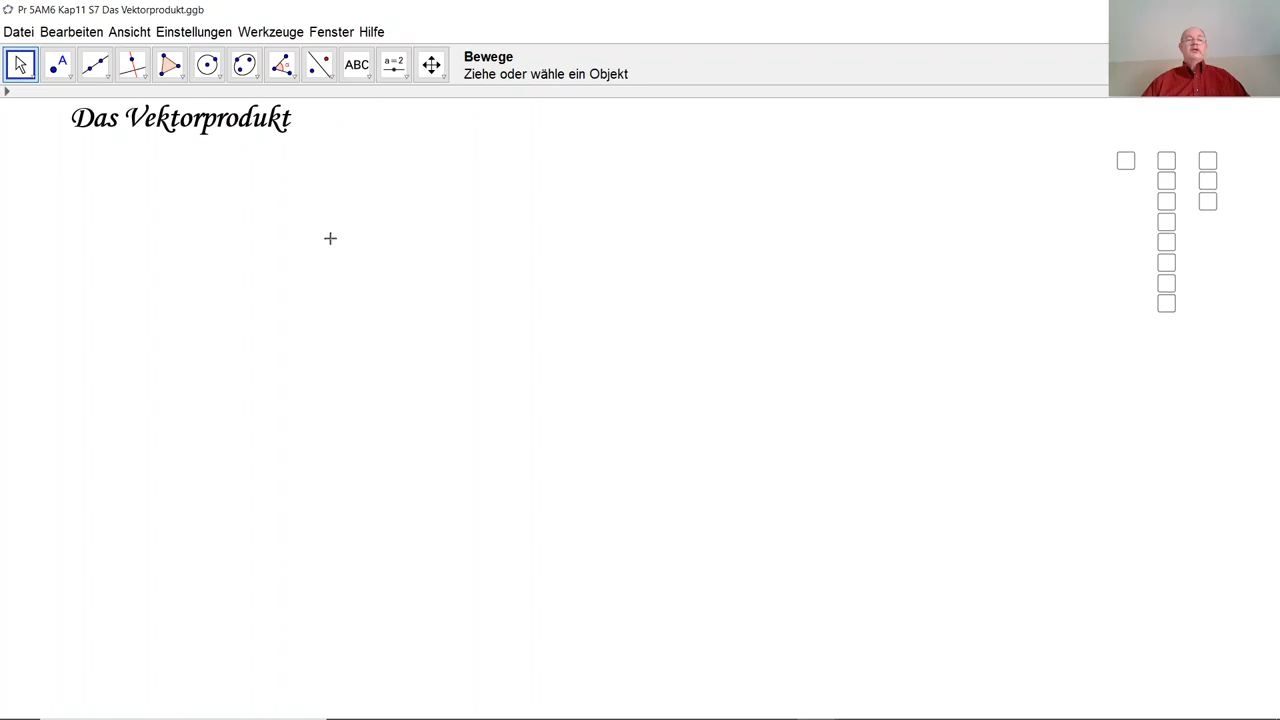 Pr 5AM6 Kap11 S7 Das Vektorprodukt.ggb
Datei Bearbeiten Ansicht Einstellungen Werkzeuge Fenster Hilfe
A
ABC
a=2
Bewege
Ziehe oder wähle ein Objekt
Das Vektorprodukt